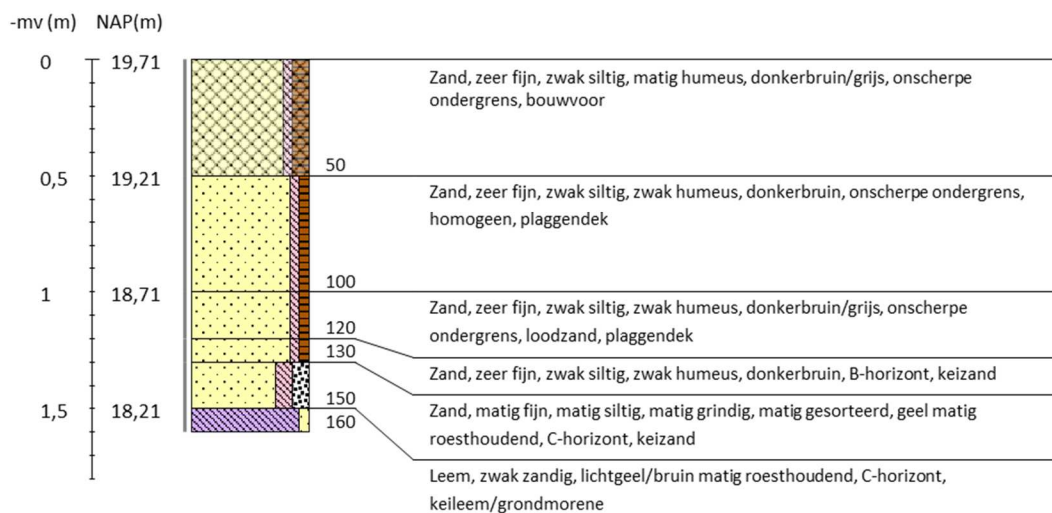 -mv (m) NAP(m)
0 19,71
Zand, zeer fijn, zwak siltig, matig humeus, donkerbruin/grijs, onscherpe
ondergrens, bouwvoor
50
0,5 19,21
Zand, zeer fijn, zwak siltig, zwak humeus, donkerbruin, onscherpe ondergrens,
homogeen, plaggendek
100
1 18,71
Zand, zeer fijn, zwak siltig, zwak humeus, donkerbruin/grijs, onscherpe
ondergrens, loodzand, plaggendek
120
130
Zand, zeer fijn, zwak siltig, zwak humeus, donkerbruin, B-horizont, keizand
150
1,5 18,21
Zand, matig fijn, matig siltig, matig grindig, matig gesorteerd, geel matig
roesthoudend, C-horizont, keizand
160
Leem, zwak zandig, lichtgeel/bruin matig roesthoudend, C-horizont,
keileem/grondmorene